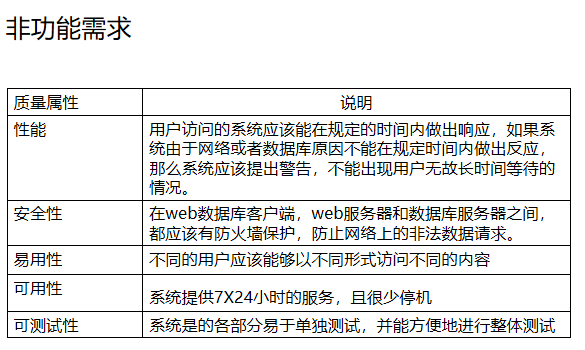 非功能需求
质量属性 说明
性能 用户访问的系统应该能在规定的时间内做出响应，如果系
统由于网络或者数据库原因不能在规定时间内做出反应，
那么系统应该提出警告，不能出现用户无故长时间等待的
情况。
安全性 在web数据库客户端，web服务器和数据库服务器之间，
都应该有防火墙保护，防止网络上的非法数据请求。
易用性 不同的用户应该能够以不同形式访问不同的内容
可用性 系统提供7X24小时的服务，且很少停机
可测试性 系统是的各部分易于单独测试，并能方便地进行整体测试